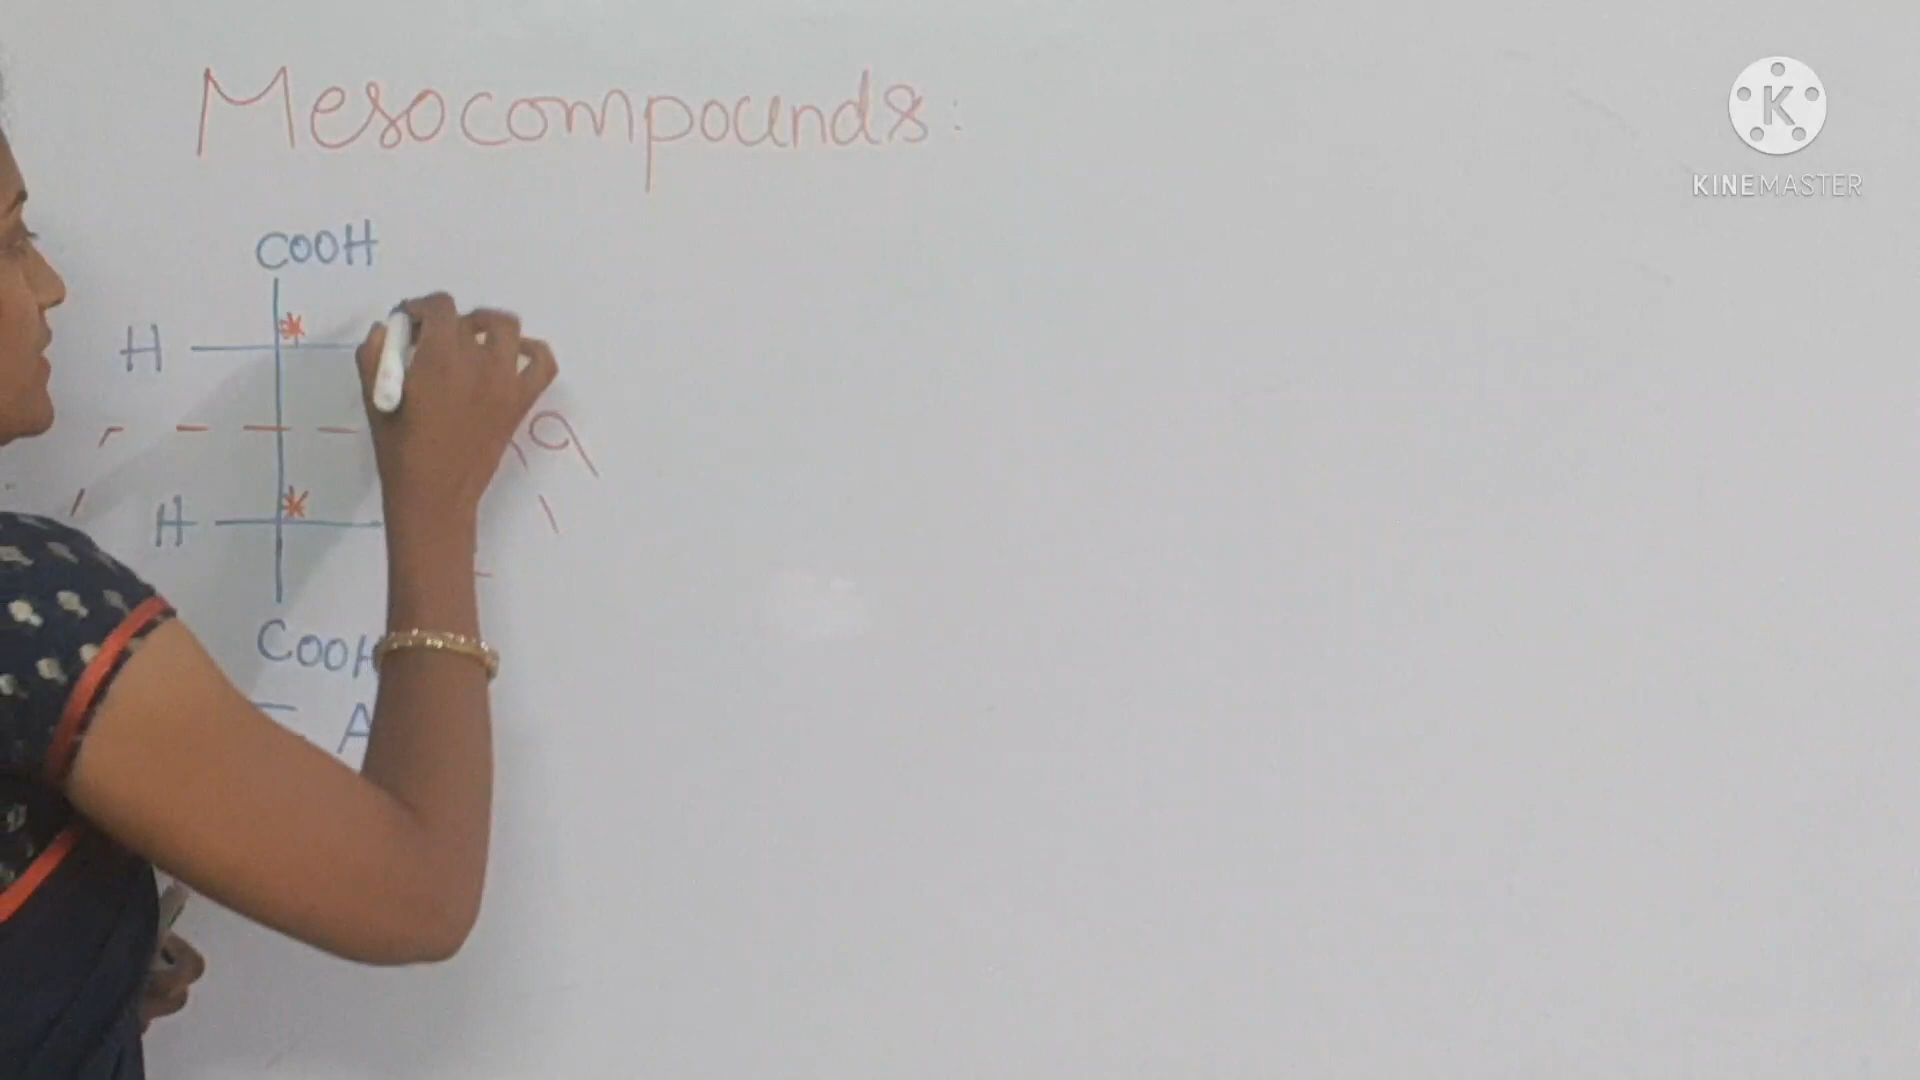 Mesocompounds:
COOH
H *
H *
COOH
A
KINEMASTER